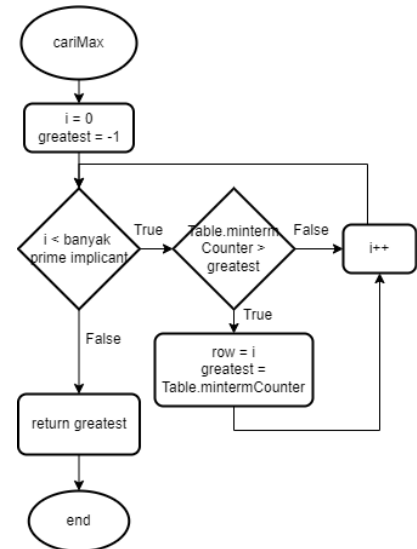 cariMax
i = 0
greatest = -1
i < banyak
prime implicant
True
Table.minterm
Counter >
greatest
False
i++
True
row = i
greatest =
Table.mintermCounter
False
return greatest
end